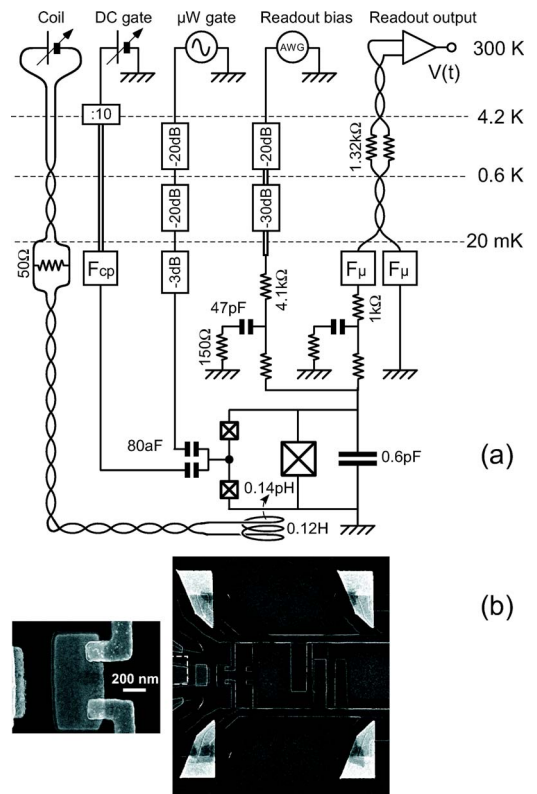 Coil DC gate µW gate Readout bias Readout output
AWG
300 K
V(t)
:10
4.2 K
-20dB
-20dB
1.32kΩ
0.6 K
-20dB
-30dB
20 mK
50Ω
Fcp
-3dB
Fµ
Fµ
4.1kΩ
1kΩ
47pF
150Ω
80aF
0.6pF
(a)
0.14pH
0.12H
(b)
200 nm